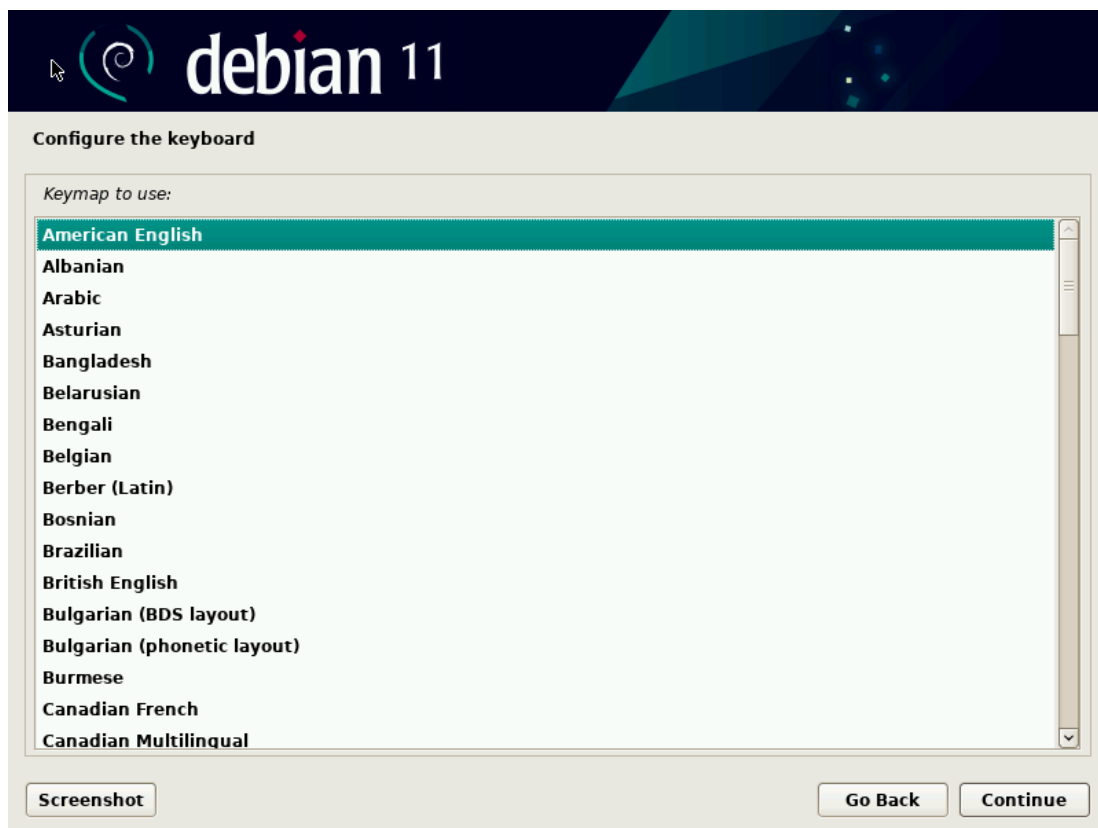 debian 11
Configure the keyboard
Keymap to use:
American English
Albanian
Arabic
Asturian
Bangladesh
Belarusian
Bengali
Belgian
Berber (Latin)
Bosnian
Brazilian
British English
Bulgarian (BDS layout)
Bulgarian (phonetic layout)
Burmese
Canadian French
Canadian Multilingual
Screenshot
Go Back
Continue